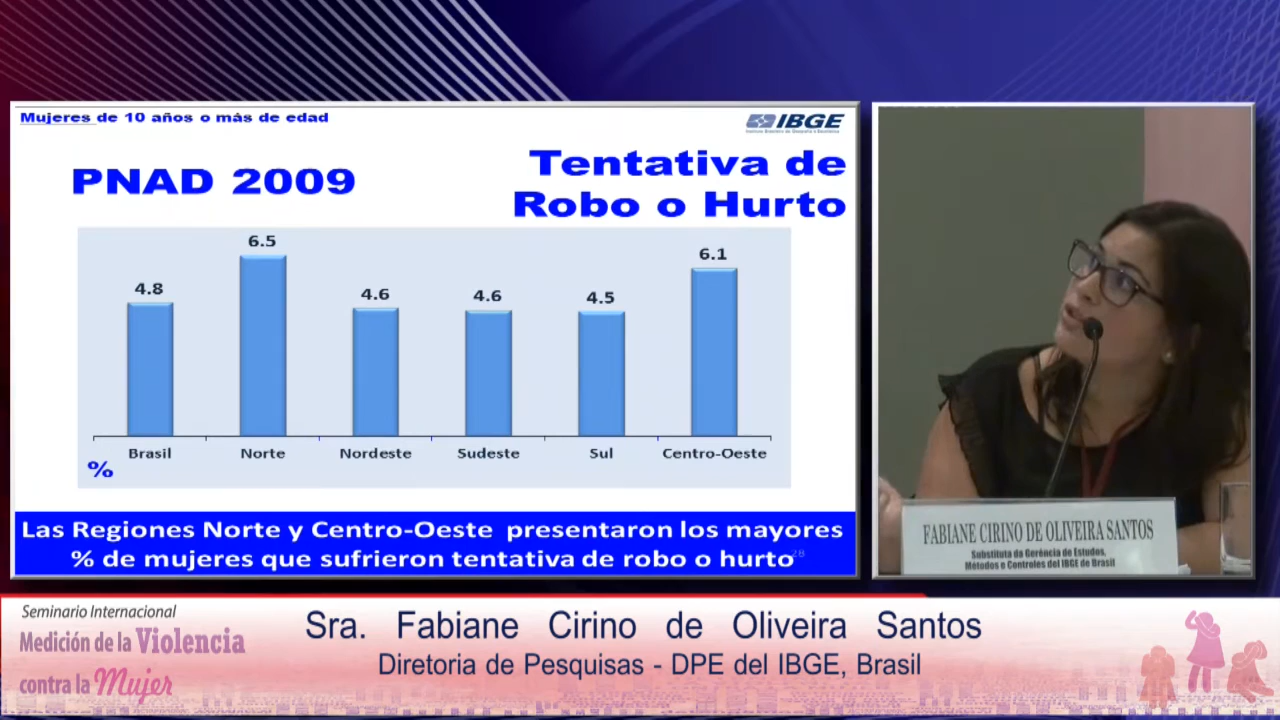 Mujeres de 10 años o más de edad
IBGE
PNAD 2009
Tentativa de
Robo o Hurto
4.8
6.5
4.6
4.6
4.5
6.1
Brasil
Norte
Nordeste
Sudeste
Sul
Centro-Oeste
%
Las Regiones Norte y Centro-Oeste presentaron los mayores
% de mujeres que sufrieron tentativa de robo o hurto
28
FABIANE CIRINO DE OLIVEIRA SANTOS
Substituta da Gerência de Estudos,
Métodos e Controles del IBGE de Brasil
Seminario Internacional
Medición de la Violencia
contra la Mujer
Sra. Fabiane Cirino de Oliveira Santos
Diretoria de Pesquisas - DPE del IBGE, Brasil